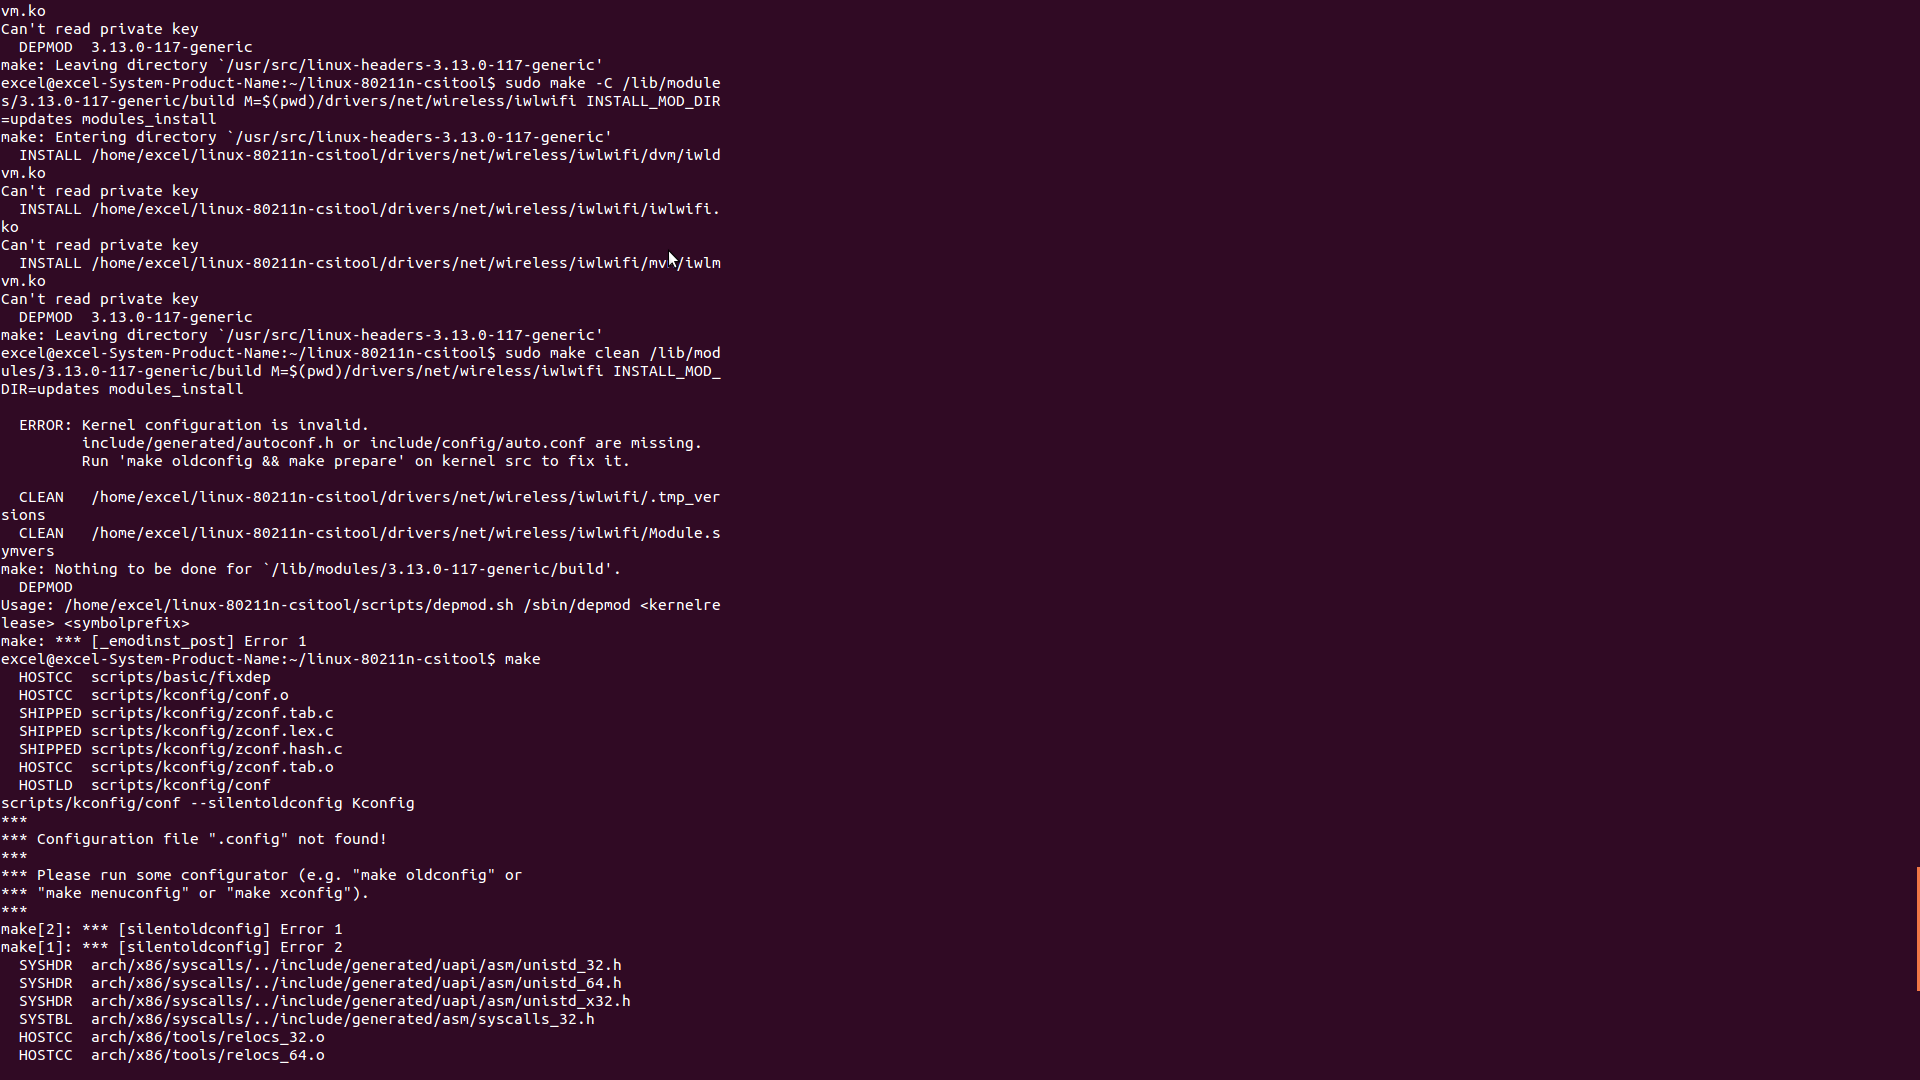 vm.ko
Can't read private key
  DEPMOD  3.13.0-117-generic
make: Leaving directory `/usr/src/linux-headers-3.13.0-117-generic'
excel@excel-System-Product-Name:~/linux-80211n-csitool$ sudo make -C /lib/module
s/3.13.0-117-generic/build M=$(pwd)/drivers/net/wireless/iwlwifi INSTALL_MOD_DIR
=updates modules_install
make: Entering directory `/usr/src/linux-headers-3.13.0-117-generic'
  INSTALL /home/excel/linux-80211n-csitool/drivers/net/wireless/iwlwifi/dvm/iwld
vm.ko
Can't read private key
  INSTALL /home/excel/linux-80211n-csitool/drivers/net/wireless/iwlwifi/iwlwifi.
ko
Can't read private key
  INSTALL /home/excel/linux-80211n-csitool/drivers/net/wireless/iwlwifi/mvm/iwlm
vm.ko
Can't read private key
  DEPMOD  3.13.0-117-generic
make: Leaving directory `/usr/src/linux-headers-3.13.0-117-generic'
excel@excel-System-Product-Name:~/linux-80211n-csitool$ sudo make clean /lib/mod
ules/3.13.0-117-generic/build M=$(pwd)/drivers/net/wireless/iwlwifi INSTALL_MOD_
DIR=updates modules_install

  ERROR: Kernel configuration is invalid.
         include/generated/autoconf.h or include/config/auto.conf are missing.
         Run 'make oldconfig && make prepare' on kernel src to fix it.

  CLEAN   /home/excel/linux-80211n-csitool/drivers/net/wireless/iwlwifi/.tmp_ver
sions
  CLEAN   /home/excel/linux-80211n-csitool/drivers/net/wireless/iwlwifi/Module.s
ymvers
make: Nothing to be done for `/lib/modules/3.13.0-117-generic/build'.
  DEPMOD
Usage: /home/excel/linux-80211n-csitool/scripts/depmod.sh /sbin/depmod <kernelre
lease> <symbolprefix>
make: *** [_emodinst_post] Error 1
excel@excel-System-Product-Name:~/linux-80211n-csitool$ make
  HOSTCC  scripts/basic/fixdep
  HOSTCC  scripts/kconfig/conf.o
  SHIPPED scripts/kconfig/zconf.tab.c
  SHIPPED scripts/kconfig/zconf.lex.c
  SHIPPED scripts/kconfig/zconf.hash.c
  HOSTCC  scripts/kconfig/zconf.tab.o
  HOSTLD  scripts/kconfig/conf
scripts/kconfig/conf --silentoldconfig Kconfig
***
*** Configuration file ".config" not found!
***
*** Please run some configurator (e.g. "make oldconfig" or
*** "make menuconfig" or "make xconfig").
***
make[2]: *** [silentoldconfig] Error 1
make[1]: *** [silentoldconfig] Error 2
  SYSHDR  arch/x86/syscalls/../include/generated/uapi/asm/unistd_32.h
  SYSHDR  arch/x86/syscalls/../include/generated/uapi/asm/unistd_64.h
  SYSHDR  arch/x86/syscalls/../include/generated/uapi/asm/unistd_x32.h
  SYSTBL  arch/x86/syscalls/../include/generated/asm/syscalls_32.h
  HOSTCC  arch/x86/tools/relocs_32.o
  HOSTCC  arch/x86/tools/relocs_64.o